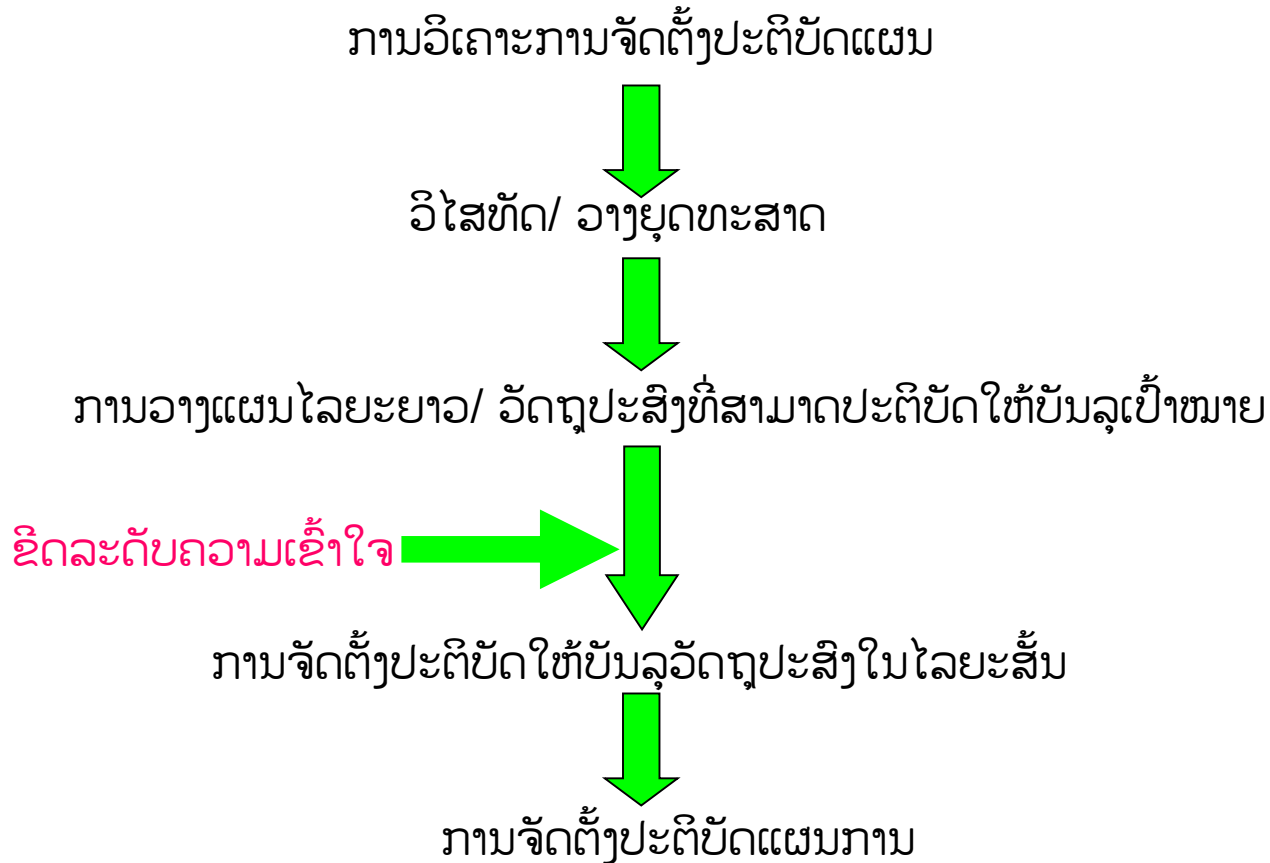 ການວິເຄາະການຈັດຕັ້ງປະຕິບັດແຜນ
ວິໄສທັດ/ ວາງຍຸດທະສາດ
ການວາງແຜນໄລຍະຍາວ/ ວັດຖຸປະສົງທີ່ສາມາດປະຕິບັດໃຫ້ບັນລຸເປົ້າໝາຍ
ຂີດລະດັບຄວາມເຂົ້າໃຈ
ການຈັດຕັ້ງປະຕິບັດໃຫ້ບັນລຸວັດຖຸປະສົງໃນໄລຍະສັ້ນ
ການຈັດຕັ້ງປະຕິບັດແຜນການ